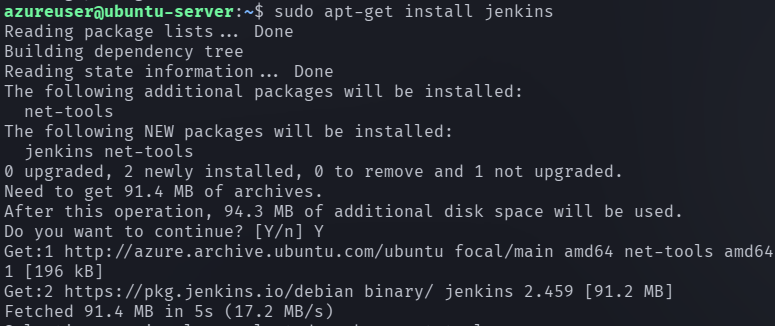 azureuser@ubuntu-server:~$ sudo apt-get install jenkins
Reading package lists... Done
Building dependency tree
Reading state information... Done
The following additional packages will be installed:
  net-tools
The following NEW packages will be installed:
  jenkins net-tools
0 upgraded, 2 newly installed, 0 to remove and 1 not upgraded.
Need to get 91.4 MB of archives.
After this operation, 94.3 MB of additional disk space will be used.
Do you want to continue? [Y/n] Y
Get:1 http://azure.archive.ubuntu.com/ubuntu focal/main amd64 net-tools amd64
1 [196 kB]
Get:2 https://pkg.jenkins.io/debian binary/ jenkins 2.459 [91.2 MB]
Fetched 91.4 MB in 5s (17.2 MB/s)